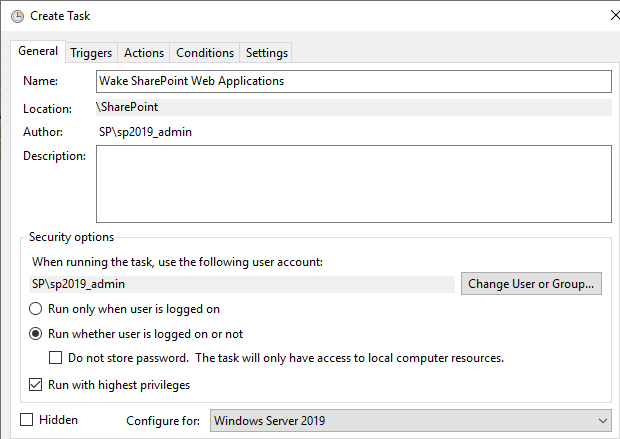 Create Task
General Triggers Actions Conditions Settings
Name: Wake SharePoint Web Applications
Location: \SharePoint
Author: SP\sp2019_admin
Description:
Security options
When running the task, use the following user account:
SP\sp2019_admin Change User or Group...
Run only when user is logged on
Run whether user is logged on or not
Do not store password. The task will only have access to local computer resources.
Run with highest privileges
Hidden Configure for: Windows Server 2019